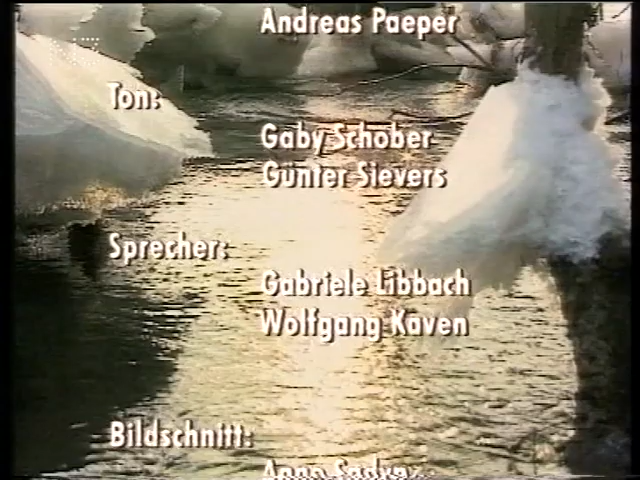 Andreas Paeper
Ton:
Gaby Schober
Günter Sievers
Sprecher:
Gabriele Libbach
Wolfgang Kaven
Bildschnitt: